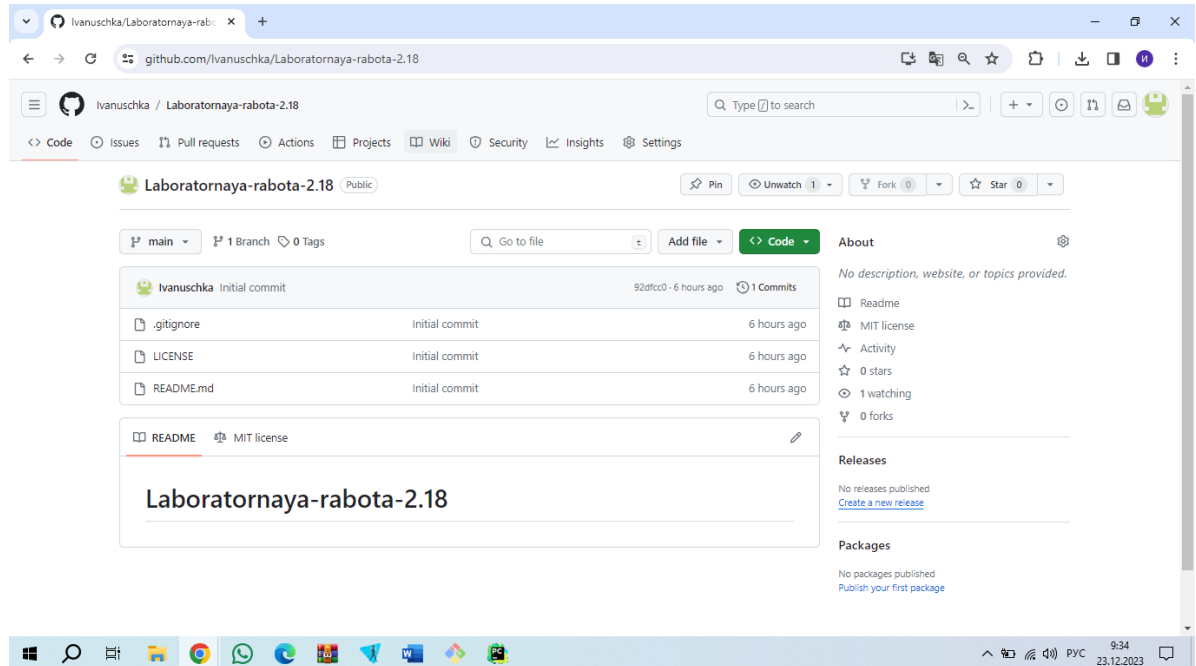 Ivanuschka/Laboratornaya-rabo
github.com/Ivanuschka/Laboratornaya-rabota-2.18
И
Ivanuschka / Laboratornaya-rabota-2.18
Type / to search
Code Issues Pull requests Actions Projects Wiki Security Insights Settings
Laboratornaya-rabota-2.18 Public
Pin Unwatch 1 Fork 0 Star 0
main 1 Branch 0 Tags Go to file t Add file Code
Ivanuschka Initial commit 92dfcc0 · 6 hours ago 1 Commits
.gitignore Initial commit 6 hours ago
LICENSE Initial commit 6 hours ago
README.md Initial commit 6 hours ago
README MIT license
Laboratornaya-rabota-2.18
About
No description, website, or topics provided.
Readme
MIT license
Activity
0 stars
1 watching
0 forks
Releases
No releases published
Create a new release
Packages
No packages published
Publish your first package
РУС 9:34
23.12.2023